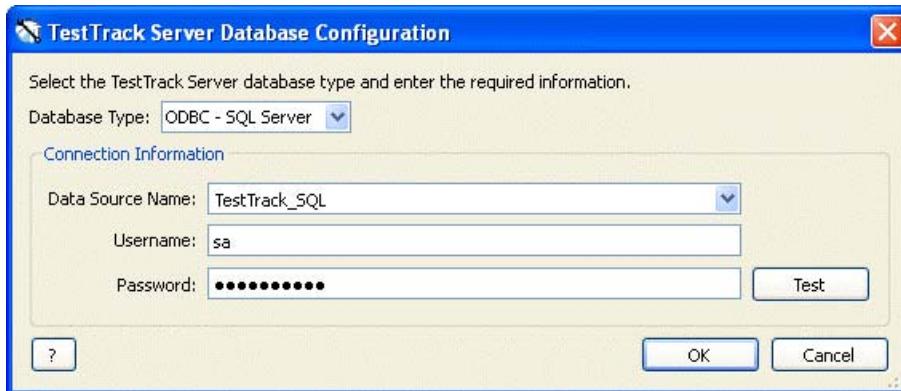 TestTrack Server Database Configuration
Select the TestTrack Server database type and enter the required information.
Database Type: ODBC - SQL Server
Connection Information
Data Source Name: TestTrack_SQL
Username: sa
Password: ●●●●●●●●●● Test
? OK Cancel